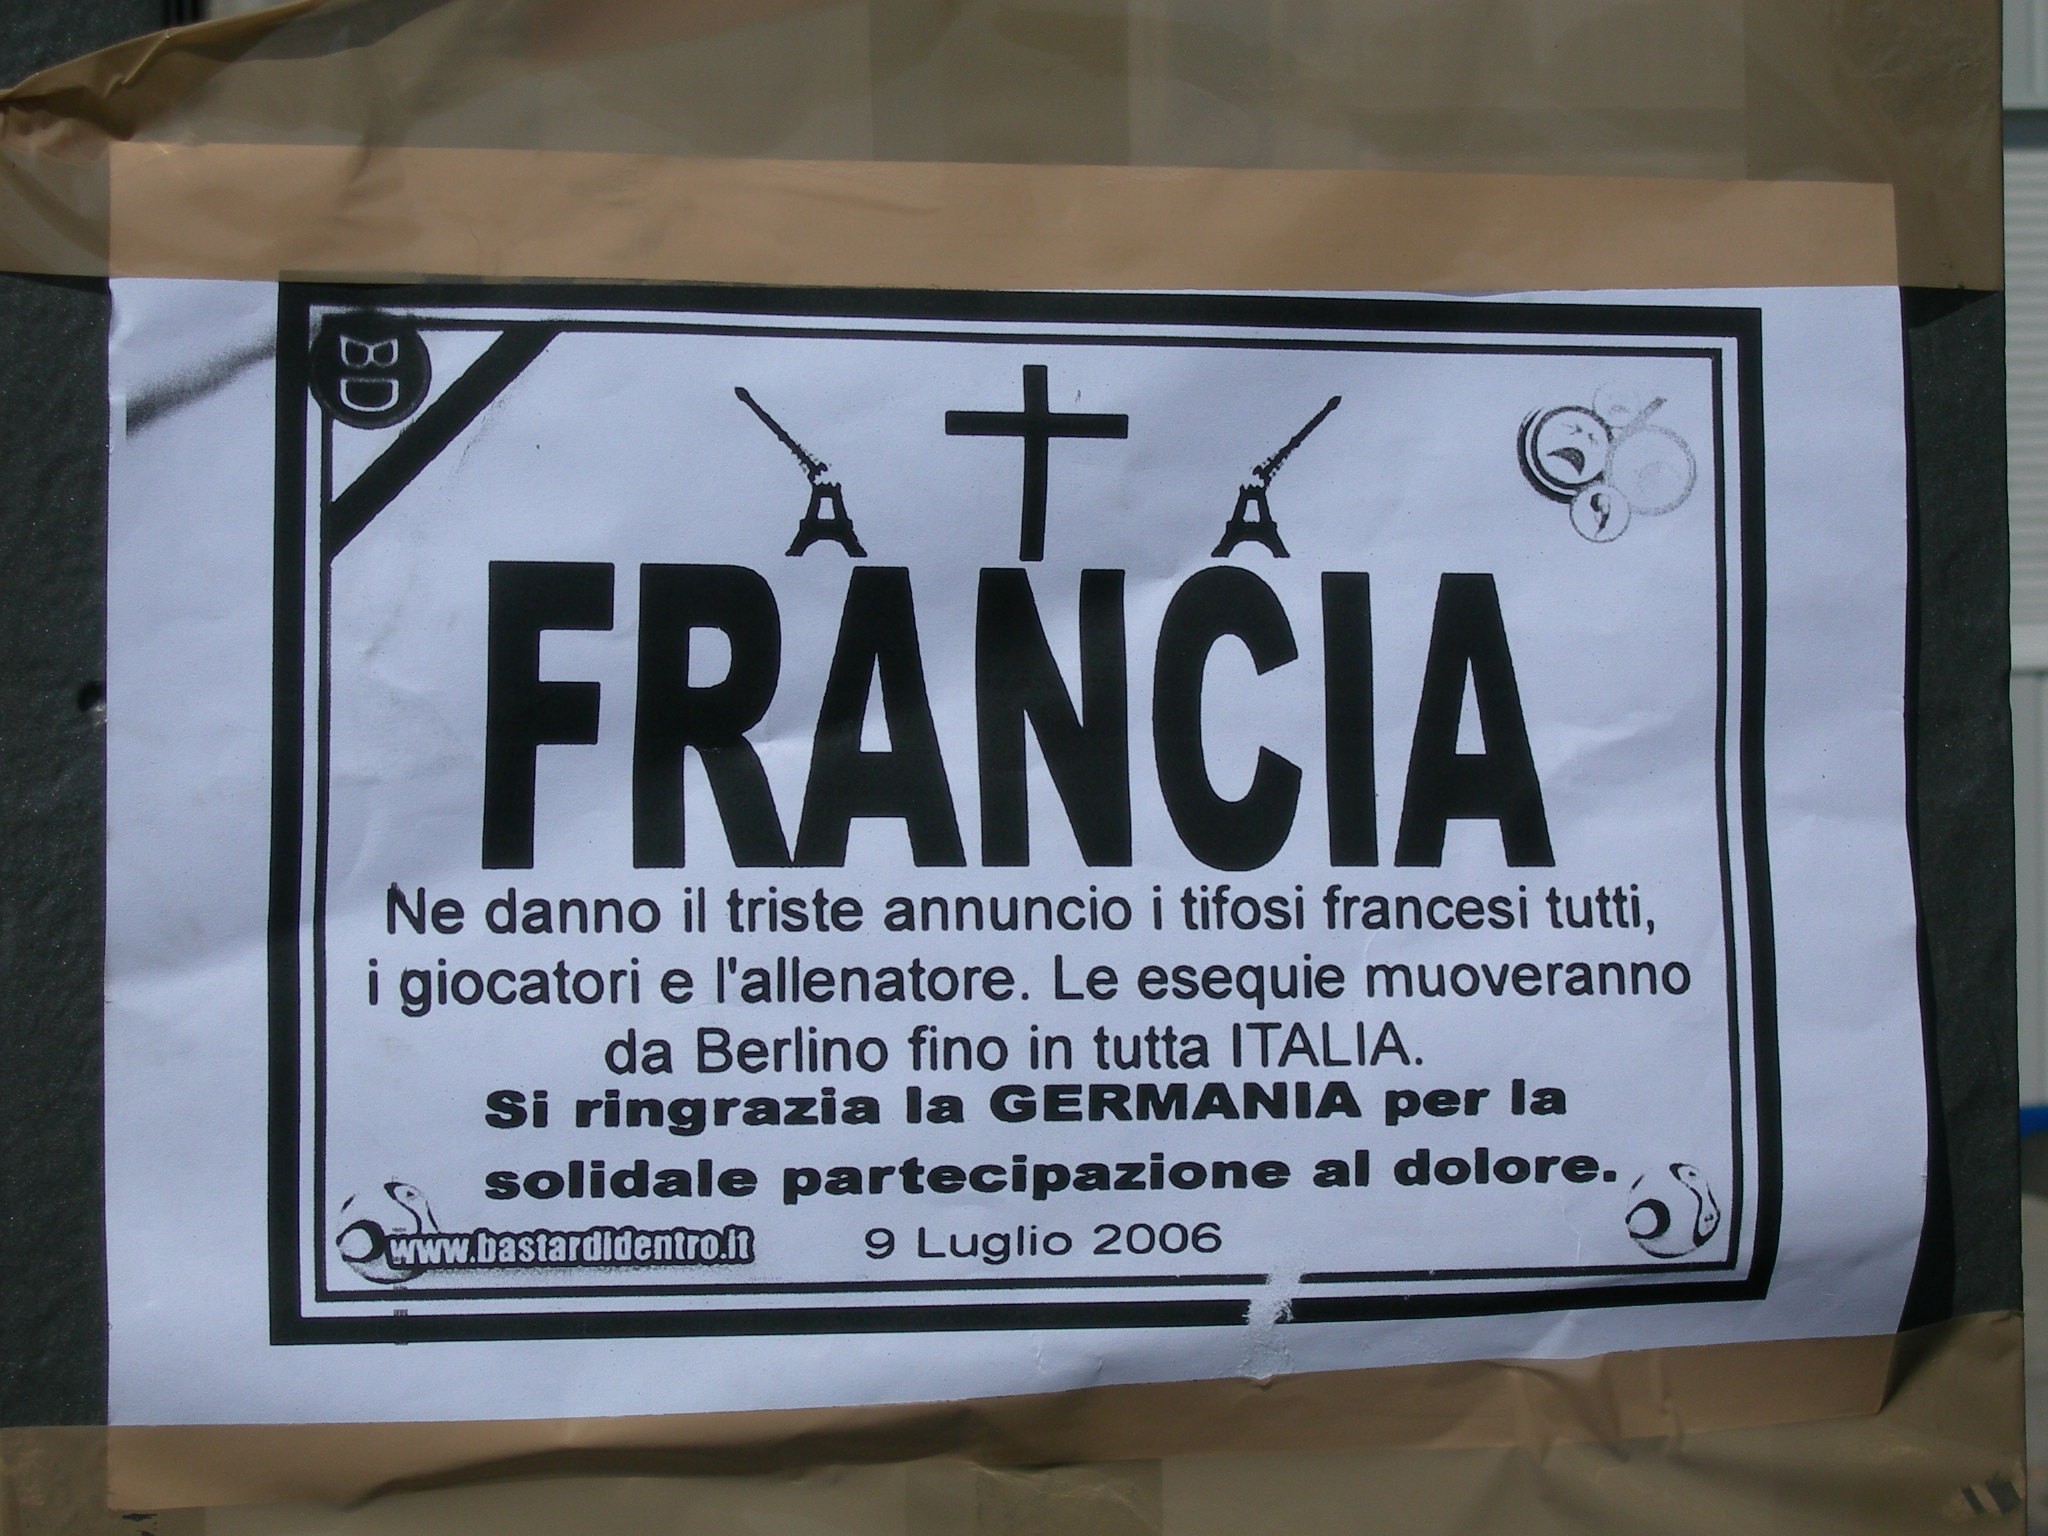 BD
FRANCIA
Ne danno il triste annuncio i tifosi francesi tutti,
i giocatori e l'allenatore. Le esequie muoveranno
da Berlino fino in tutta ITALIA.
Si ringrazia la GERMANIA per la
solidale partecipazione al dolore.
www.bastardidentro.it 9 Luglio 2006